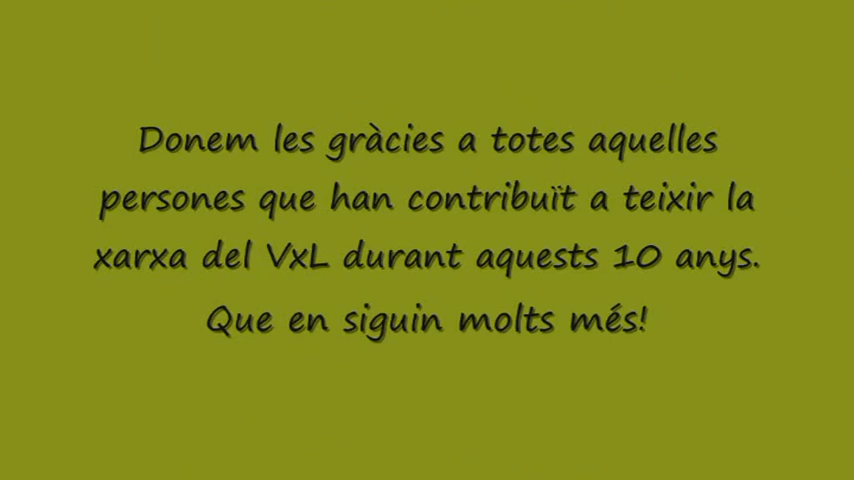 Donem les gràcies a totes aquelles
persones que han contribuït a teixir la
xarxa del VxL durant aquests 10 anys.
Que en siguin molts més!